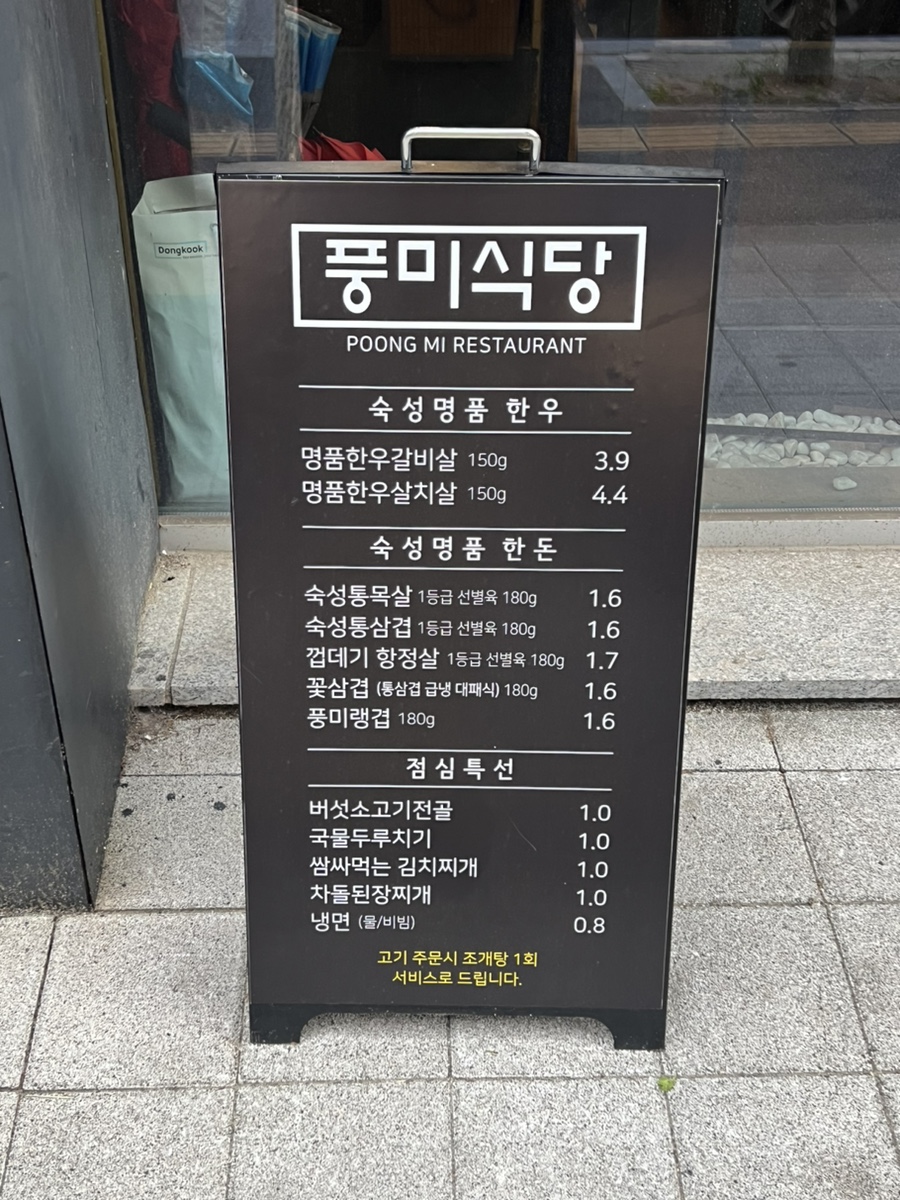 Dongkook
풍미식당
POONG MI RESTAURANT
숙성명품 한우
명품한우갈비살 150g 3.9
명품한우살치살 150g 4.4
숙성명품 한돈
숙성통목살 1등급 선별육 180g 1.6
숙성통삼겹 1등급 선별육 180g 1.6
껍데기 항정살 1등급 선별육 180g 1.7
꽃삼겹 (통삼겹 급냉 대패식) 180g 1.6
풍미랭겹 180g 1.6
점심특선
버섯소고기전골 1.0
국물두루치기 1.0
쌈싸먹는 김치찌개 1.0
차돌된장찌개 1.0
냉면 (물/비빔) 0.8
고기 주문시 조개탕 1회
서비스로 드립니다.